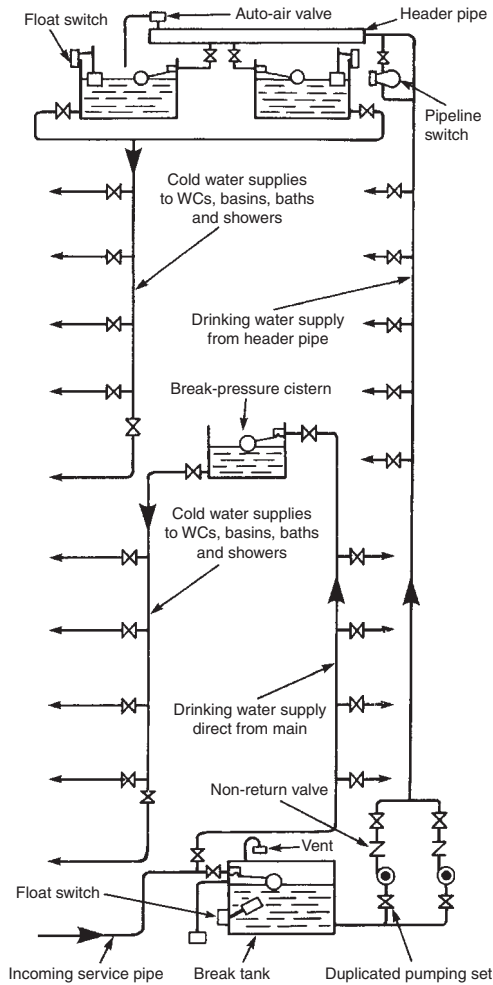 Auto-air valve
Header pipe
Float switch
Pipeline
switch
Cold water supplies
to WCs, basins, baths
and showers
Drinking water supply
from header pipe
Break-pressure cistern
Cold water supplies
to WCs, basins, baths
and showers
Drinking water supply
direct from main
Non-return valve
Vent
Float switch
Incoming service pipe
Break tank
Duplicated pumping set